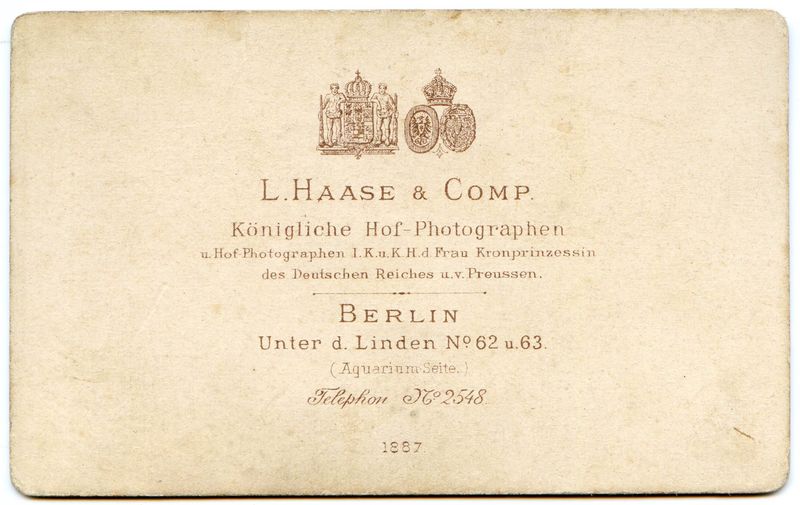 L. HAASE & COMP.
Königliche Hof-Photographen
u. Hof-Photographen I.K.u.K.H.d. Frau Kronprinzessin
des Deutschen Reiches u.v. Preussen.
BERLIN
Unter d. Linden No 62 u. 63.
(Aquarium-Seite.)
Telephon No 2548.
1887